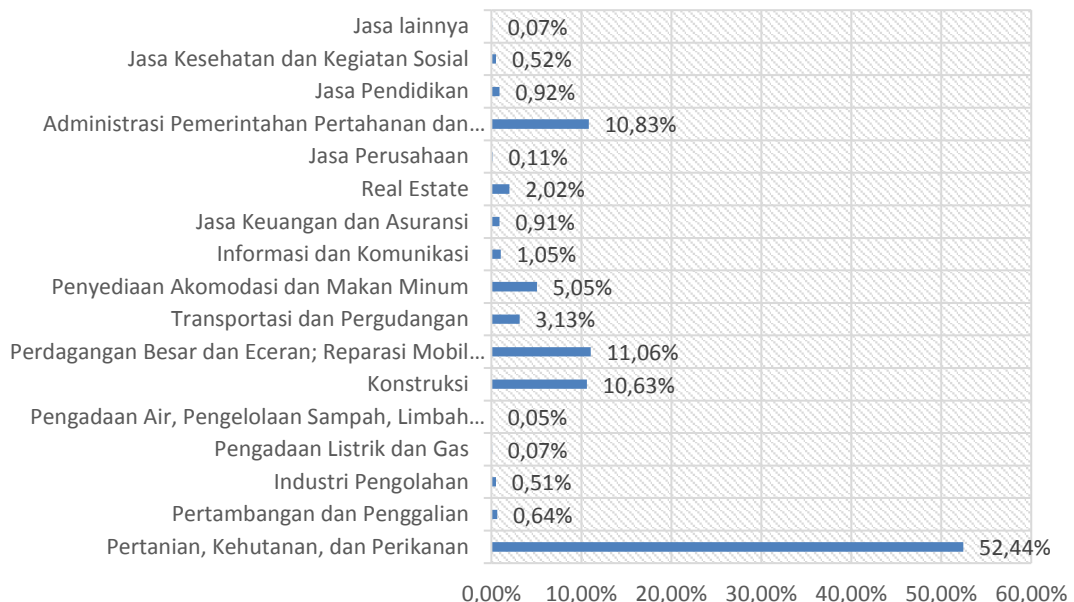 Jasa lainnya 0,07%
Jasa Kesehatan dan Kegiatan Sosial 0,52%
Jasa Pendidikan 0,92%
Administrasi Pemerintahan Pertahanan dan... 10,83%
Jasa Perusahaan 0,11%
Real Estate 2,02%
Jasa Keuangan dan Asuransi 0,91%
Informasi dan Komunikasi 1,05%
Penyediaan Akomodasi dan Makan Minum 5,05%
Transportasi dan Pergudangan 3,13%
Perdagangan Besar dan Eceran; Reparasi Mobil... 11,06%
Konstruksi 10,63%
Pengadaan Air, Pengelolaan Sampah, Limbah... 0,05%
Pengadaan Listrik dan Gas 0,07%
Industri Pengolahan 0,51%
Pertambangan dan Penggalian 0,64%
Pertanian, Kehutanan, dan Perikanan 52,44%
0,00% 10,00% 20,00% 30,00% 40,00% 50,00% 60,00%